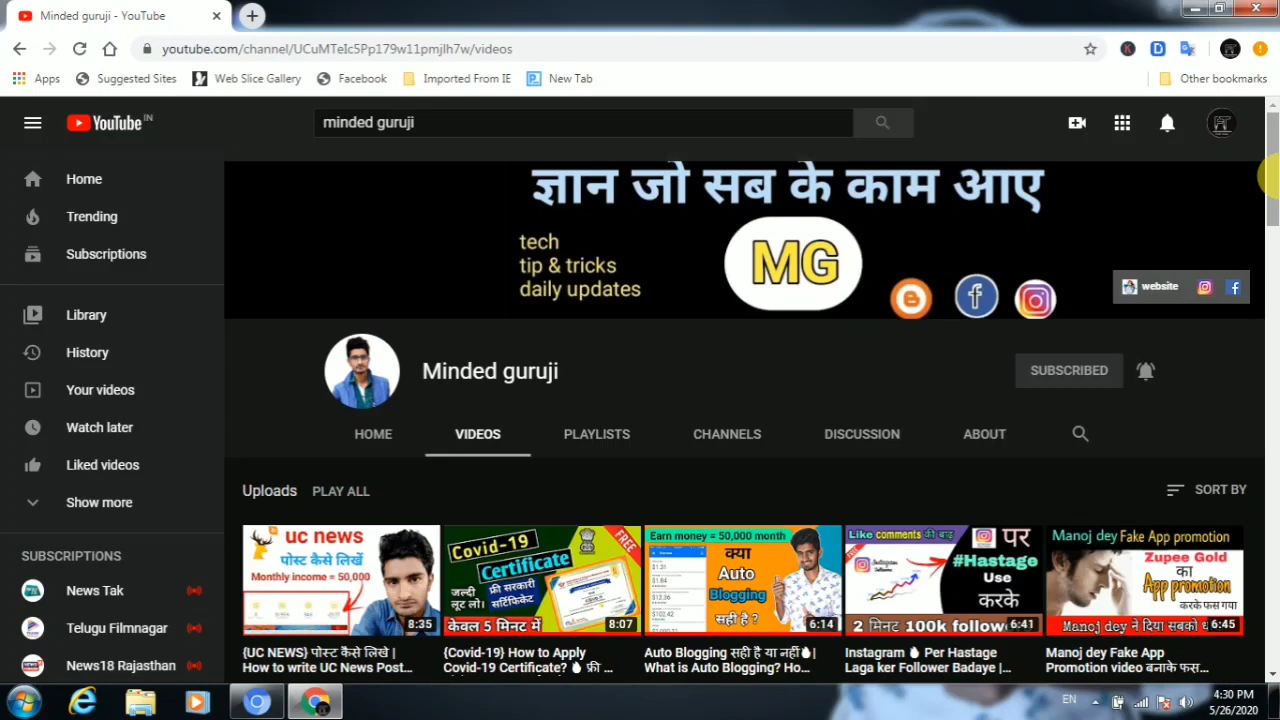 Minded guruji - YouTube
youtube.com/channel/UCuMTeIc5Pp179w11pmjlh7w/videos
Apps
Suggested Sites
Web Slice Gallery
Facebook
Imported From IE
New Tab
Other bookmarks
YouTube IN
minded guruji
Home
Trending
Subscriptions
Library
History
Your videos
Watch later
Liked videos
Show more
SUBSCRIPTIONS
News Tak
Telugu Filmnagar
News18 Rajasthan
ज्ञान जो सब के काम आए
tech
tip & tricks
daily updates
MG
website
Minded guruji
SUBSCRIBED
HOME
VIDEOS
PLAYLISTS
CHANNELS
DISCUSSION
ABOUT
Uploads
PLAY ALL
SORT BY
uc news
पोस्ट कैसे लिखें
Monthly income = 50,000
8:35
{UC NEWS} पोस्ट कैसे लिखे |
How to write UC News Post...
Covid-19
Certificate
FREE
फ्री सरकारी
सर्टिफिकेट
जल्दी
लूट लो।
केवल 5 मिनट में
8:07
{Covid-19} How to Apply
Covid-19 Certificate? 🔥 फ्री ...
Earn money = 50,000 month
क्या
Auto
Blogging
सही है ?
6:14
Auto Blogging सही है या नहीं🔥|
What is Auto Blogging? Ho...
Like comments की बाढ़
पर
#Hastage
Use
करके
2 मिनट 100k follow
6:41
Instagram 🔥 Per Hastage
Laga ker Follower Badaye |...
Manoj dey Fake App promotion
Zupee Gold
का
App promotion
करके फस गया
Manoj dey ने दिया सबको
6:45
Manoj dey Fake App
Promotion video बनाके फस...
EN
4:30 PM
5/26/2020